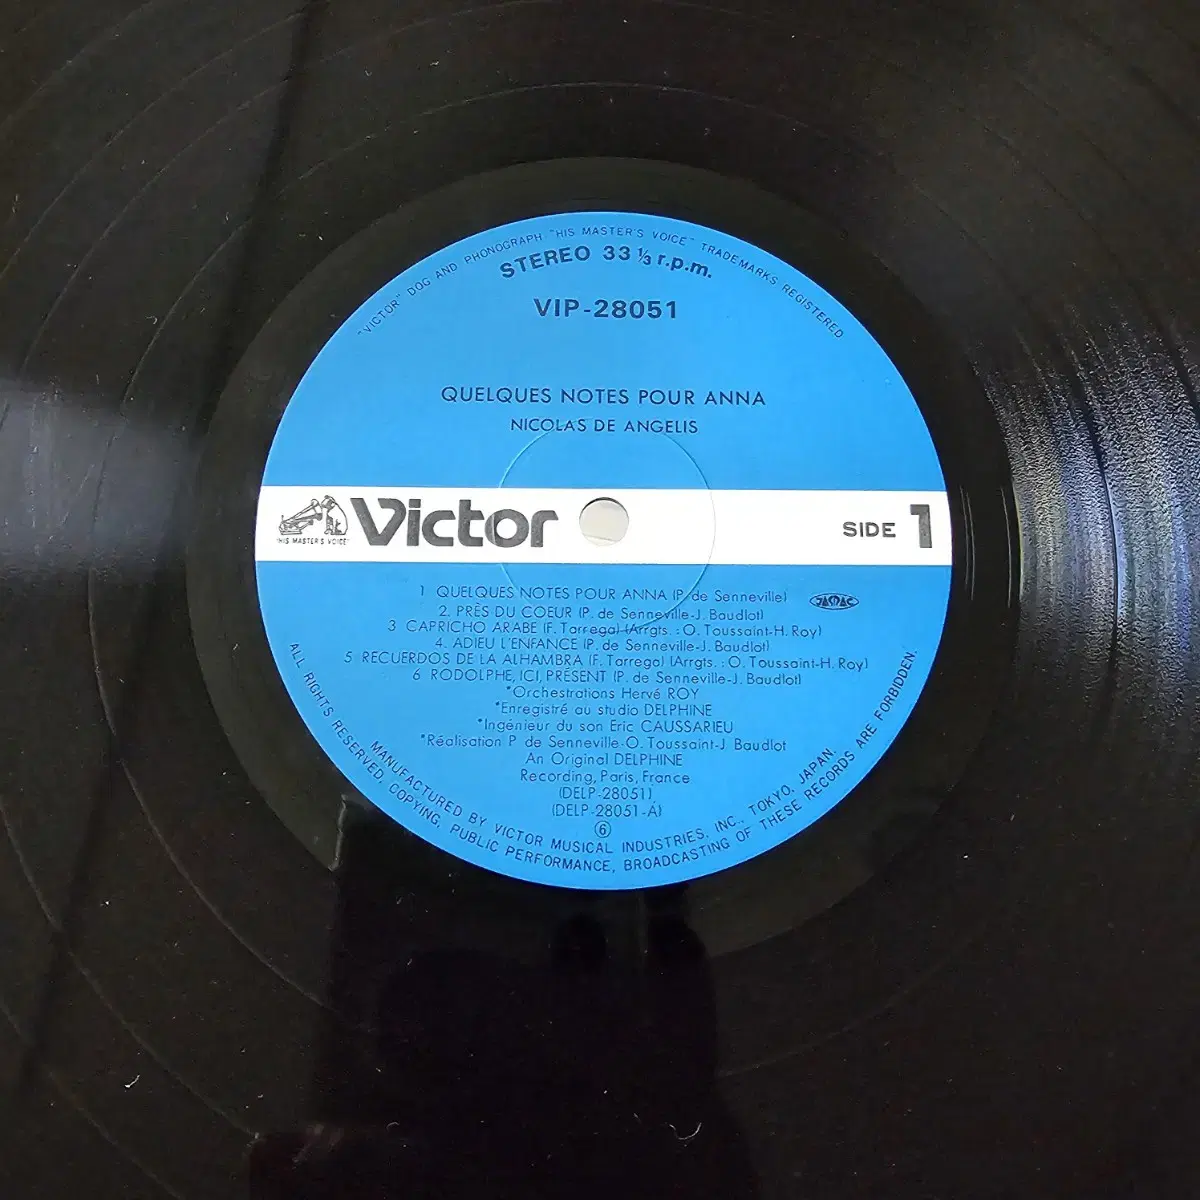 "VICTOR" DOG AND PHONOGRAPH "HIS MASTER'S VOICE" TRADEMARKS REGISTERED
STEREO 33 ⅓ r.p.m.
VIP-28051
QUELQUES NOTES POUR ANNA
NICOLAS DE ANGELIS
"HIS MASTER'S VOICE"
Victor
SIDE 1
1 QUELQUES NOTES POUR ANNA (P. de Senneville)
JASRAC
2. PRÈS DU COEUR (P. de Senneville-J. Baudlot)
3 CAPRICHO ARABE (F. Tarrega) (Arrgts. : O. Toussaint-H. Roy)
4. ADIEU L'ENFANCE (P. de Senneville-J. Baudlot)
5 RECUERDOS DE LA ALHAMBRA (F. Tarrega) (Arrgts. : O. Toussaint-H. Roy)
6 RODOLPHE, ICI, PRÉSENT (P. de Senneville-J. Baudlot)
*Orchestrations Hervé ROY
*Enregistré au studio DELPHINE
*Ingénieur du son Eric CAUSSARIEU
*Réalisation P. de Senneville-O. Toussaint-J. Baudlot
An Original DELPHINE
Recording, Paris, France
(DELP-28051)
(DELP-28051-A)
⑥
MANUFACTURED BY VICTOR MUSICAL INDUSTRIES, INC., TOKYO, JAPAN.
ALL RIGHTS RESERVED, COPYING, PUBLIC PERFORMANCE, BROADCASTING OF THESE RECORDS ARE FORBIDDEN.